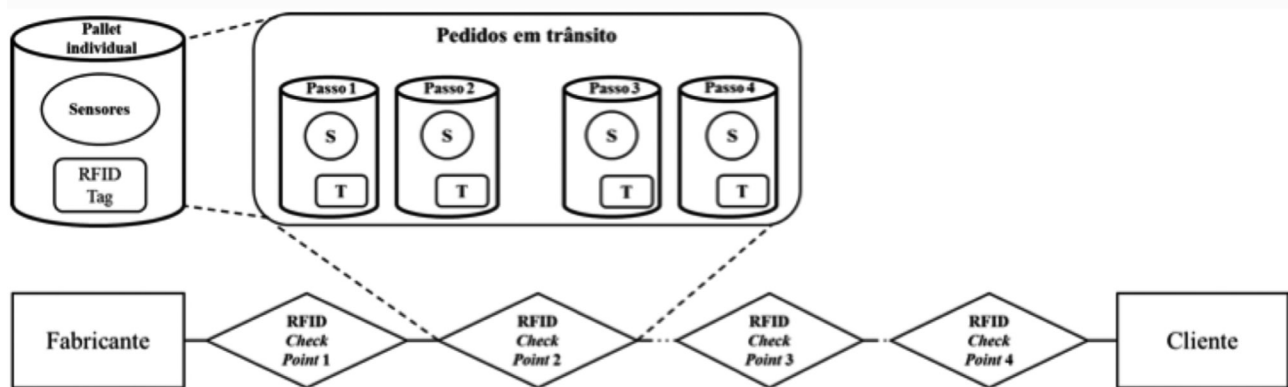 Pallet
individual
Sensores
RFID
Tag
Pedidos em trânsito
Passo 1
S
T
Passo 2
S
T
Passo 3
S
T
Passo 4
S
T
Fabricante
RFID
Check
Point 1
RFID
Check
Point 2
RFID
Check
Point 3
RFID
Check
Point 4
Cliente